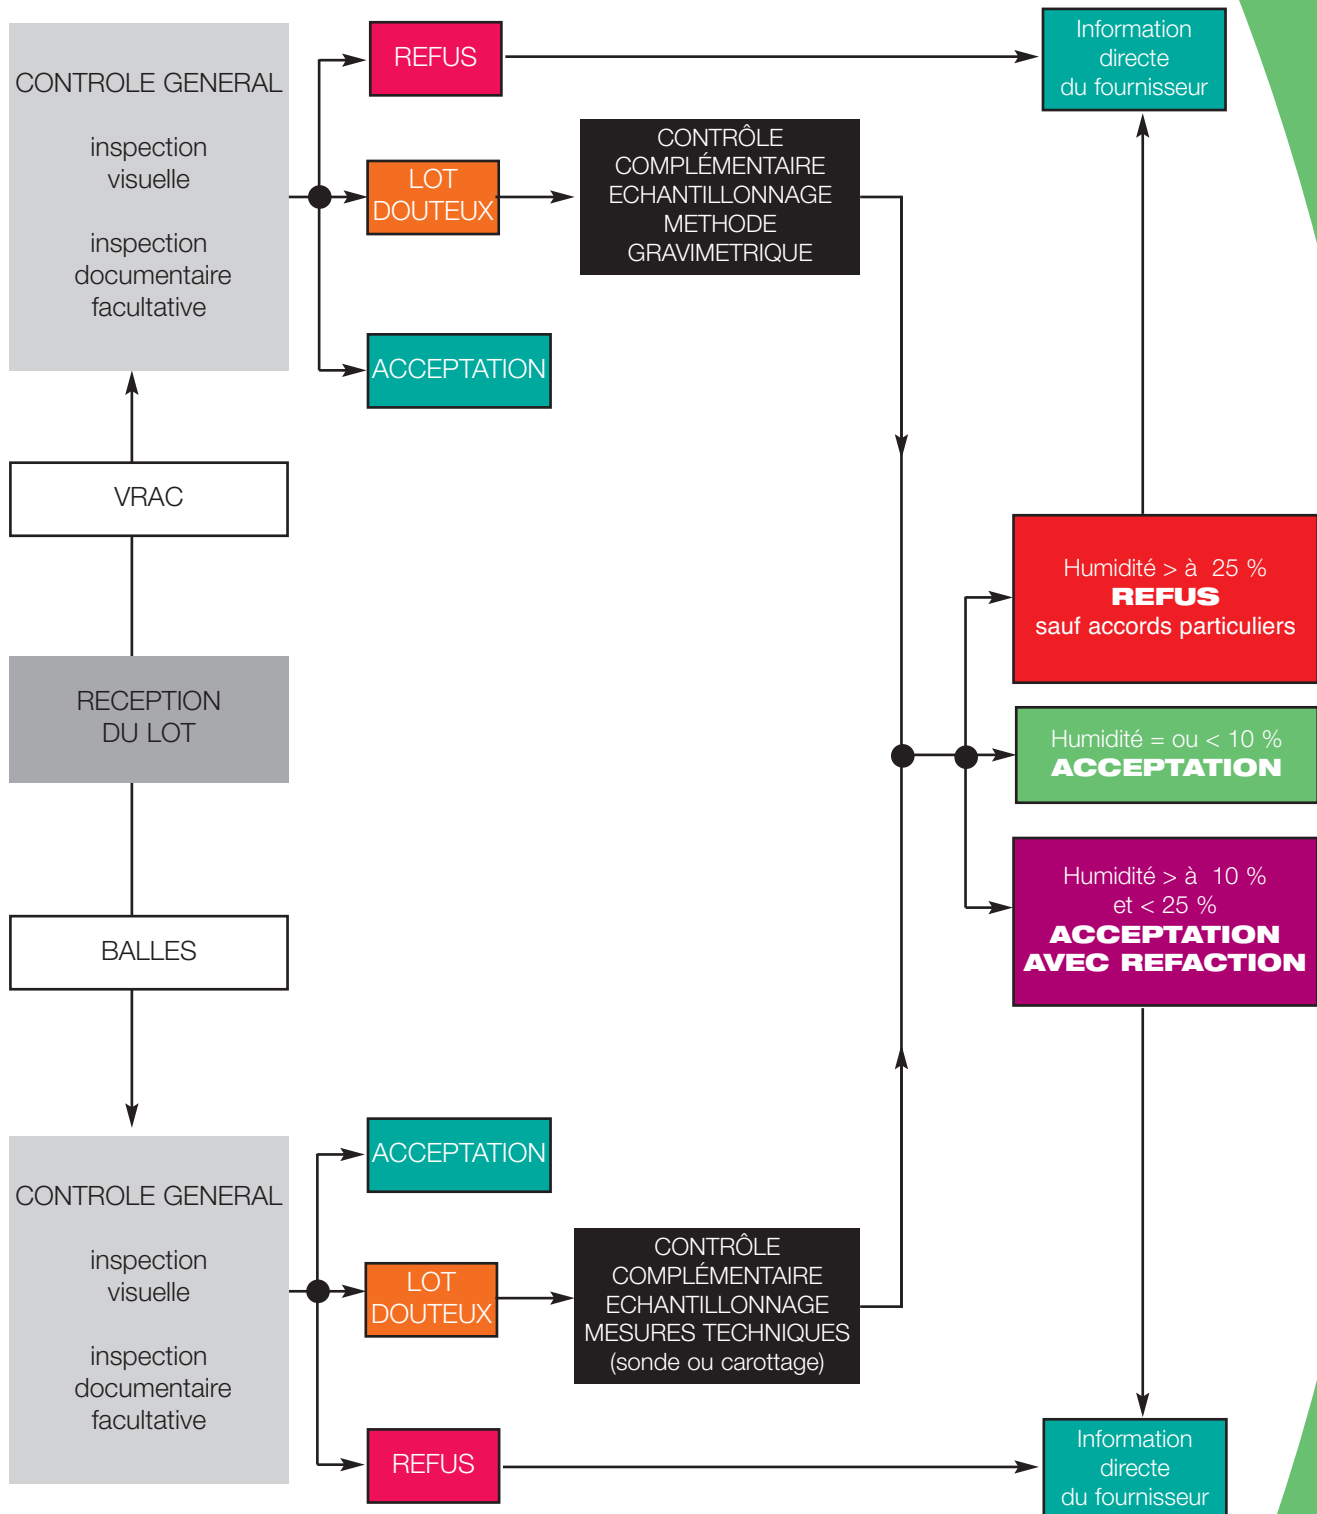 CONTROLE GENERAL
inspection
visuelle
inspection
documentaire
facultative
REFUS
LOT
DOUTEUX
ACCEPTATION
CONTRÔLE
COMPLÉMENTAIRE
ECHANTILLONNAGE
METHODE
GRAVIMETRIQUE
Information
directe
du fournisseur
VRAC
RECEPTION
DU LOT
BALLES
Humidité > à 25 %
REFUS
sauf accords particuliers
Humidité = ou < 10 %
ACCEPTATION
Humidité > à 10 %
et < 25 %
ACCEPTATION
AVEC REFACTION
CONTROLE GENERAL
inspection
visuelle
inspection
documentaire
facultative
ACCEPTATION
LOT
DOUTEUX
REFUS
CONTRÔLE
COMPLÉMENTAIRE
ECHANTILLONNAGE
MESURES TECHNIQUES
(sonde ou carottage)
Information
directe
du fournisseur